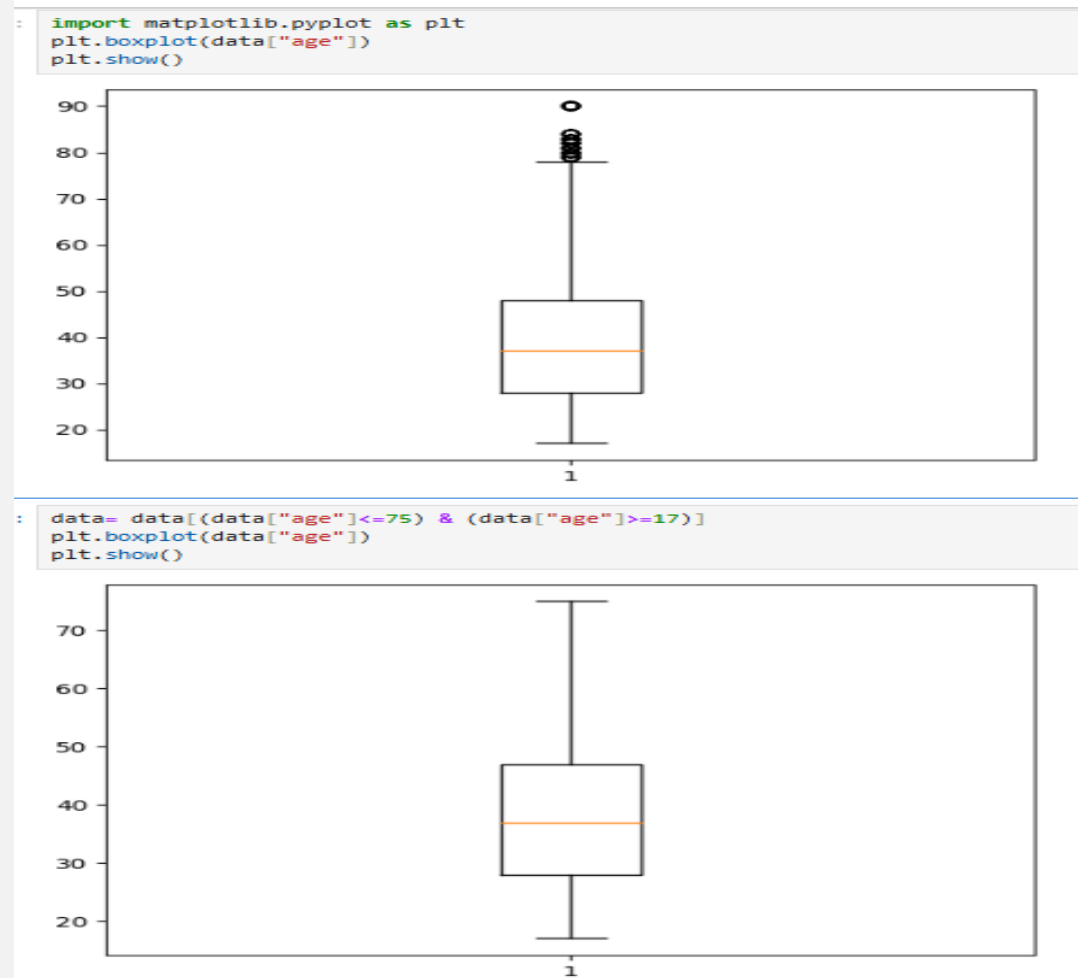 : import matplotlib.pyplot as plt
plt.boxplot(data["age"])
plt.show()
90
80
70
60
50
40
30
20
1
: data= data[(data["age"]<=75) & (data["age"]>=17)]
plt.boxplot(data["age"])
plt.show()
70
60
50
40
30
20
1